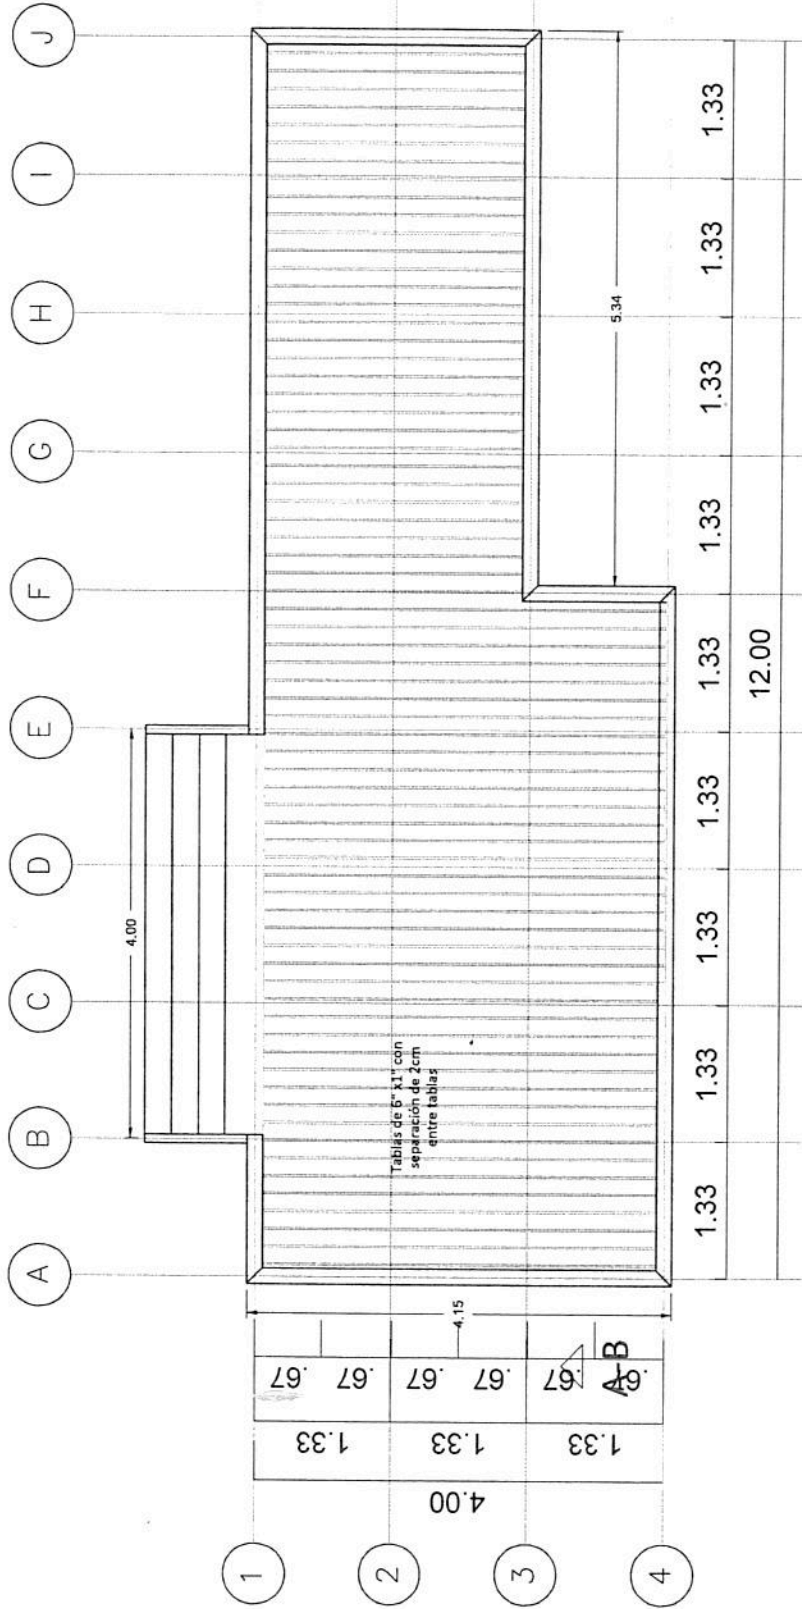 J
I
H
G
F
E
D
C
B
A
1.33
1.33
1.33
1.33
1.33
1.33
1.33
1.33
1.33
12.00
5.34
4.00
Tablas de 6" x1" con
separación de 2cm
entre tablas
4.15
.67
.67
.67
.67
.67
.67
A-B
1.33
1.33
1.33
4.00
1
2
3
4